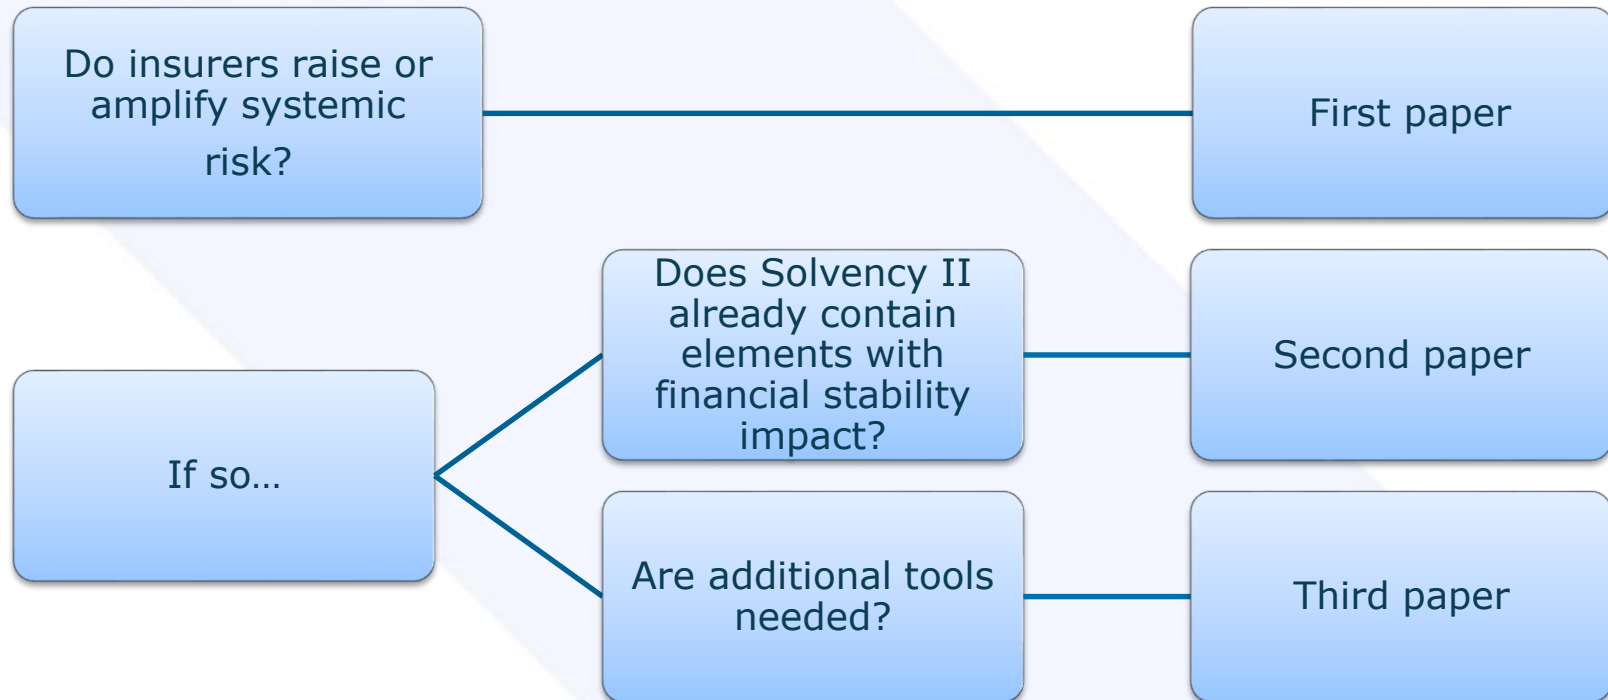 Do insurers raise or
amplify systemic
risk?
First paper
If so…
Does Solvency II
already contain
elements with
financial stability
impact?
Second paper
Are additional tools
needed?
Third paper